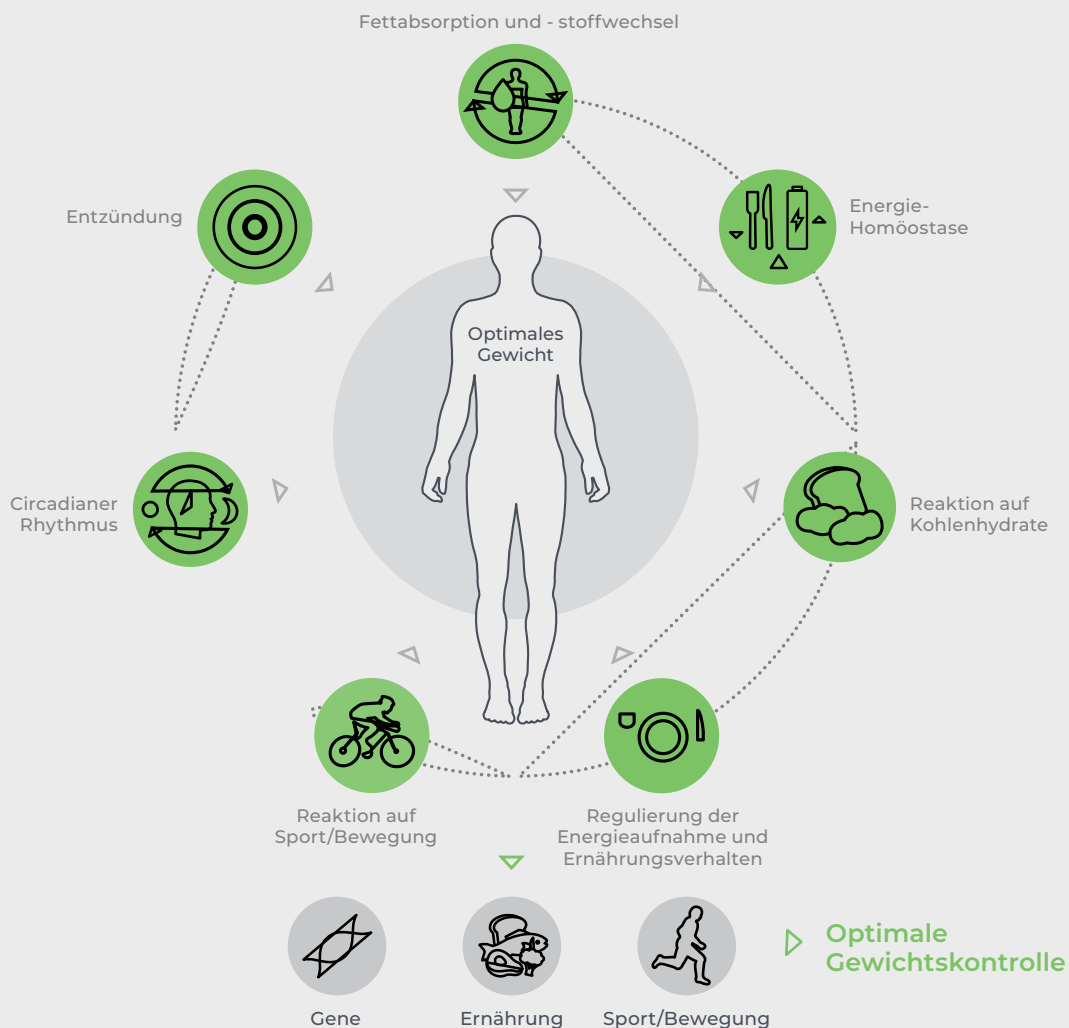 Fettabsorption und - stoffwechsel
Entzündung
Energie-
Homöostase
Optimales
Gewicht
Circadianer
Rhythmus
Reaktion auf
Kohlenhydrate
Reaktion auf
Sport/Bewegung
Regulierung der
Energieaufnahme und
Ernährungsverhalten
Optimale
Gewichtskontrolle
Gene
Ernährung
Sport/Bewegung